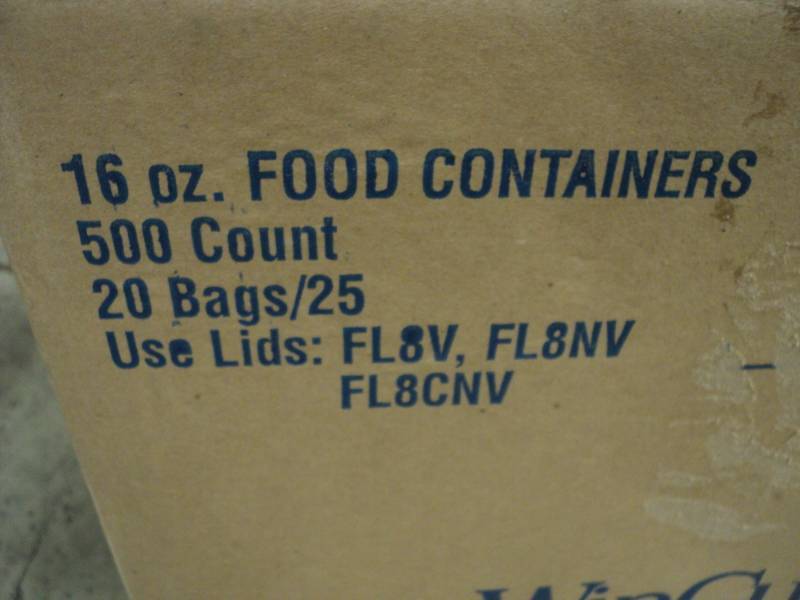 16 oz. FOOD CONTAINERS
500 Count
20 Bags/25
Use Lids: FL8V, FL8NV
FL8CNV